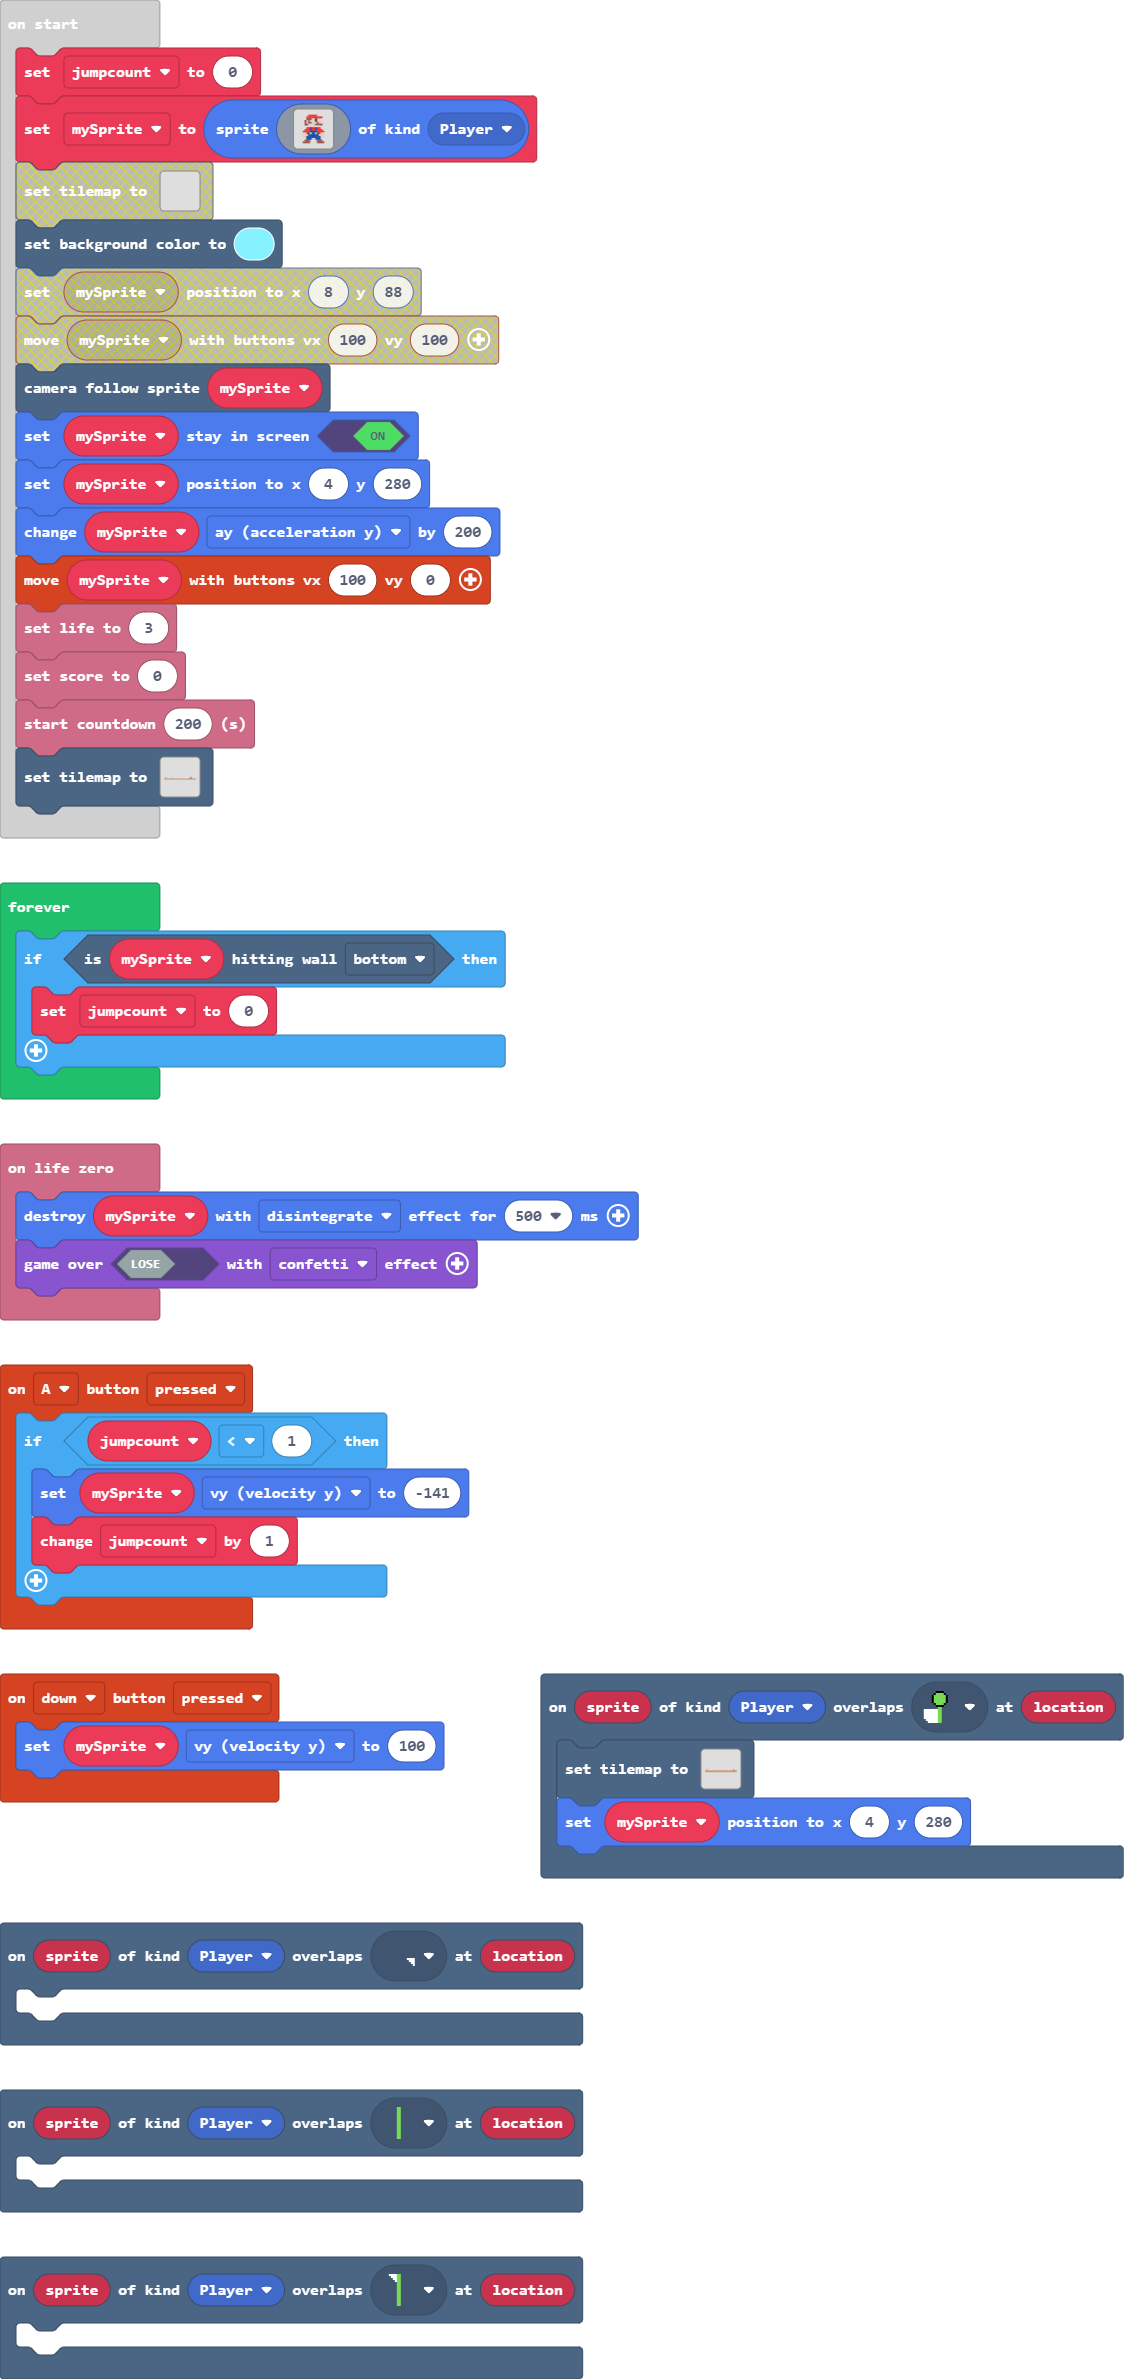 on start
set jumpcount to 0
set mySprite to sprite of kind Player
set tilemap to
set background color to
set mySprite position to x 8 y 88
move mySprite with buttons vx 100 vy 100
camera follow sprite mySprite
set mySprite stay in screen ON
set mySprite position to x 4 y 280
change mySprite ay (acceleration y) by 200
move mySprite with buttons vx 100 vy 0
set life to 3
set score to 0
start countdown 200 (s)
set tilemap to
forever
if is mySprite hitting wall bottom then
set jumpcount to 0
on life zero
destroy mySprite with disintegrate effect for 500 ms
game over LOSE with confetti effect
on A button pressed
if jumpcount < 1 then
set mySprite vy (velocity y) to -141
change jumpcount by 1
on down button pressed
set mySprite vy (velocity y) to 100
on sprite of kind Player overlaps at location
set tilemap to
set mySprite position to x 4 y 280
on sprite of kind Player overlaps at location
on sprite of kind Player overlaps at location
on sprite of kind Player overlaps at location